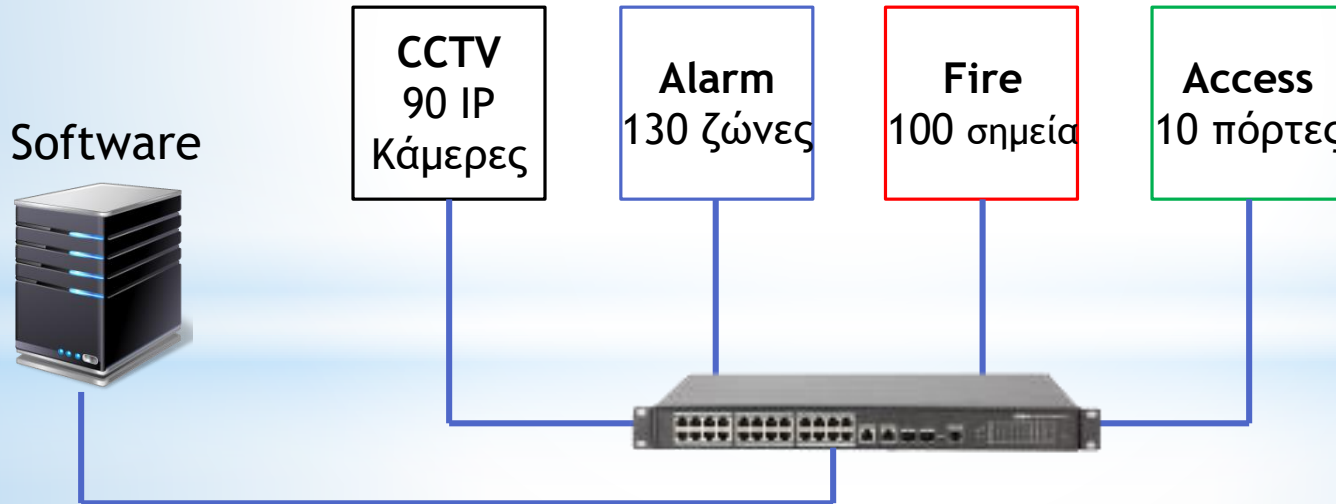 Software
CCTV
90 IP
Κάμερες
Alarm
130 ζώνες
Fire
100 σημεία
Access
10 πόρτες